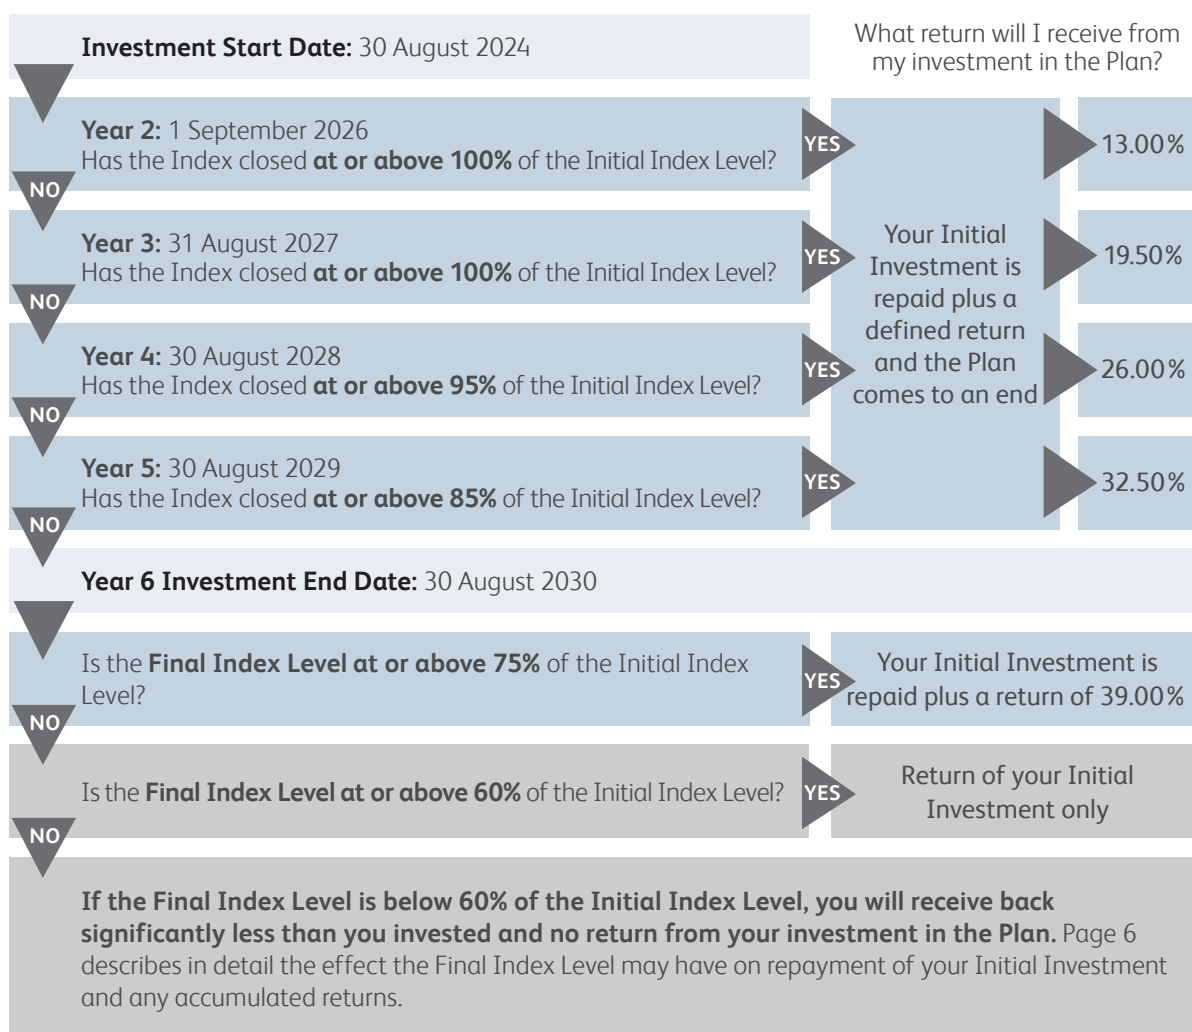 Investment Start Date: 30 August 2024
What return will I receive from
my investment in the Plan?
Year 2: 1 September 2026
Has the Index closed at or above 100% of the Initial Index Level?
YES
13.00%
NO
Year 3: 31 August 2027
Has the Index closed at or above 100% of the Initial Index Level?
YES
19.50%
NO
Year 4: 30 August 2028
Has the Index closed at or above 95% of the Initial Index Level?
YES
26.00%
NO
Year 5: 30 August 2029
Has the Index closed at or above 85% of the Initial Index Level?
YES
32.50%
NO
Your Initial
Investment is
repaid plus a
defined return
and the Plan
comes to an end
Year 6 Investment End Date: 30 August 2030
Is the Final Index Level at or above 75% of the Initial Index
Level?
YES
Your Initial Investment is
repaid plus a return of 39.00%
NO
Is the Final Index Level at or above 60% of the Initial Index Level?
YES
Return of your Initial
Investment only
NO
If the Final Index Level is below 60% of the Initial Index Level, you will receive back
significantly less than you invested and no return from your investment in the Plan. Page 6
describes in detail the effect the Final Index Level may have on repayment of your Initial Investment
and any accumulated returns.